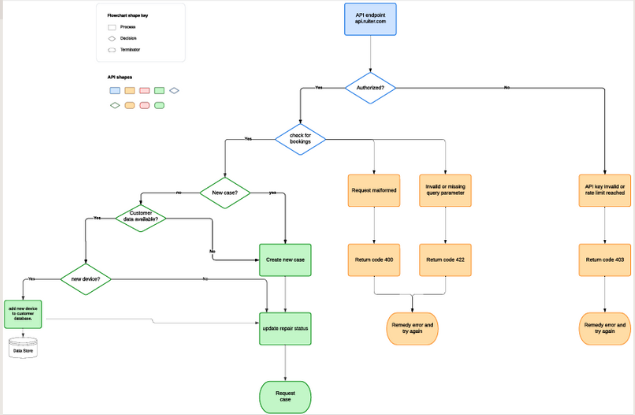 Flowchart shape key
Process
Decision
Terminator
API shapes
API endpoint
api.ruter.com
Authorized?
Yes
No
check for
bookings
Yes
New case?
no
yes
Customer
data available?
Yes
No
new device?
Yes
No
add new device
to customer
database.
Data Store
Create new case
update repair status
Request
case
Request malformed
Invalid or missing
query parameter
API key invalid or
rate limit reached
Return code 400
Return code 422
Return code 403
Remedy error and
try again
Remedy error and
try again